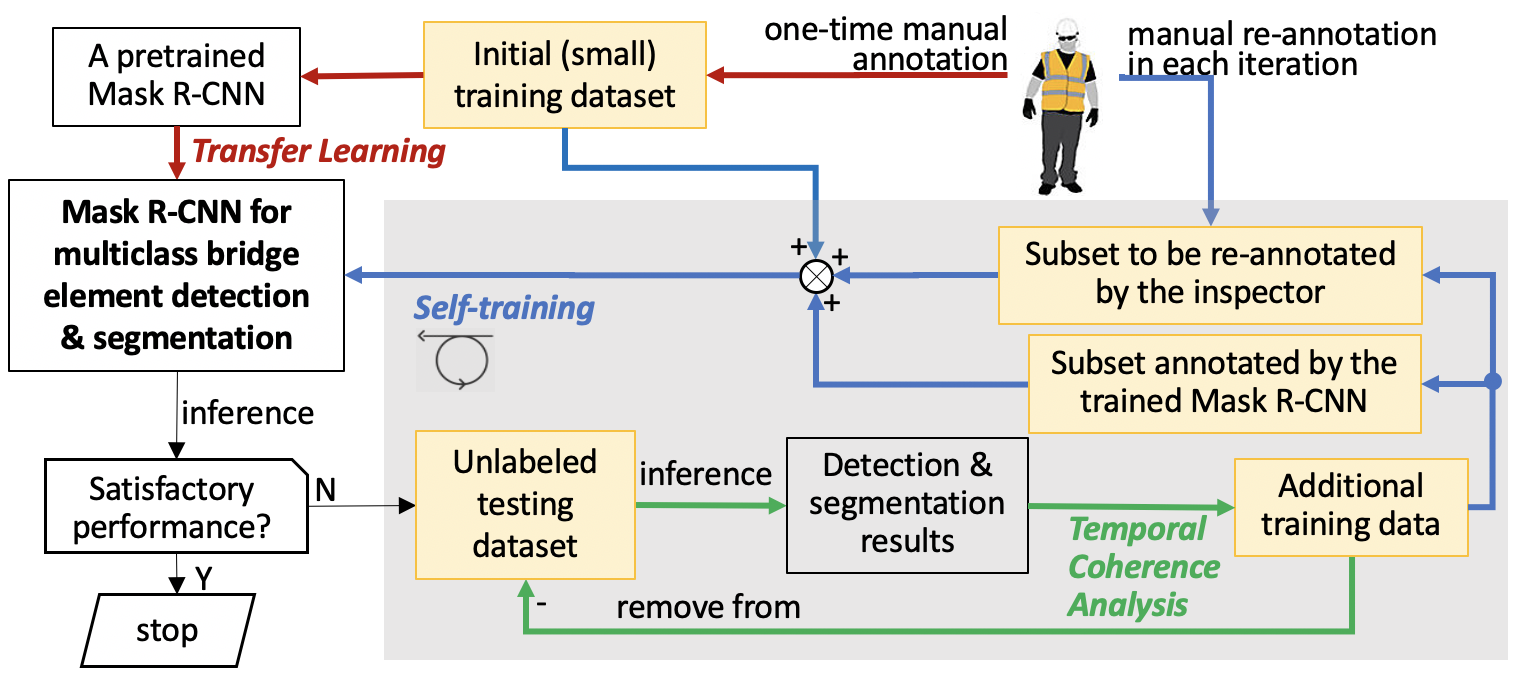 A pretrained
Mask R-CNN
Initial (small)
training dataset
one-time manual
annotation
manual re-annotation
in each iteration
Transfer Learning
Mask R-CNN for
multiclass bridge
element detection
& segmentation
+
+
+
Self-training
Subset to be re-annotated
by the inspector
Subset annotated by the
trained Mask R-CNN
inference
Satisfactory
performance?
N
Y
stop
Unlabeled
testing
dataset
inference
Detection &
segmentation
results
Temporal
Coherence
Analysis
Additional
training data
-
remove from